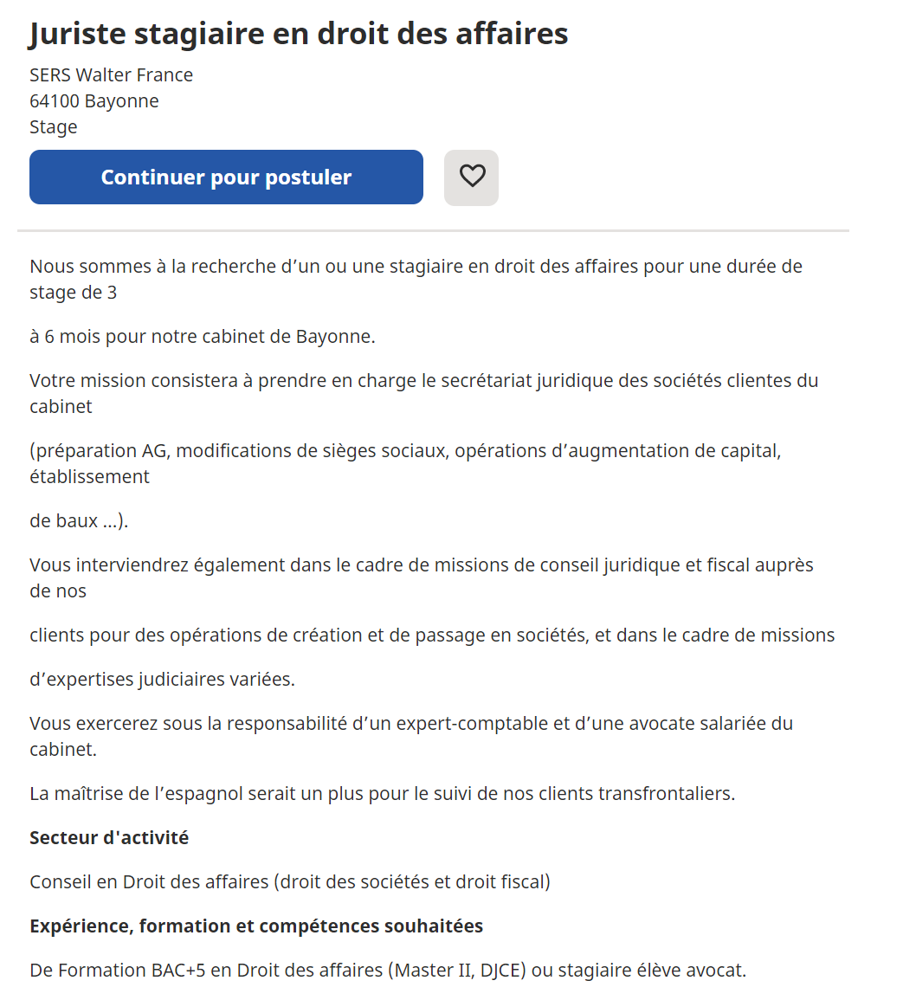 Juriste stagiaire en droit des affaires
SERS Walter France
64100 Bayonne
Stage
Continuer pour postuler
Nous sommes à la recherche d’un ou une stagiaire en droit des affaires pour une durée de
stage de 3
à 6 mois pour notre cabinet de Bayonne.
Votre mission consistera à prendre en charge le secrétariat juridique des sociétés clientes du
cabinet
(préparation AG, modifications de sièges sociaux, opérations d’augmentation de capital,
établissement
de baux ...).
Vous interviendrez également dans le cadre de missions de conseil juridique et fiscal auprès
de nos
clients pour des opérations de création et de passage en sociétés, et dans le cadre de missions
d’expertises judiciaires variées.
Vous exercerez sous la responsabilité d’un expert-comptable et d’une avocate salariée du
cabinet.
La maîtrise de l’espagnol serait un plus pour le suivi de nos clients transfrontaliers.
Secteur d'activité
Conseil en Droit des affaires (droit des sociétés et droit fiscal)
Expérience, formation et compétences souhaitées
De Formation BAC+5 en Droit des affaires (Master II, DJCE) ou stagiaire élève avocat.